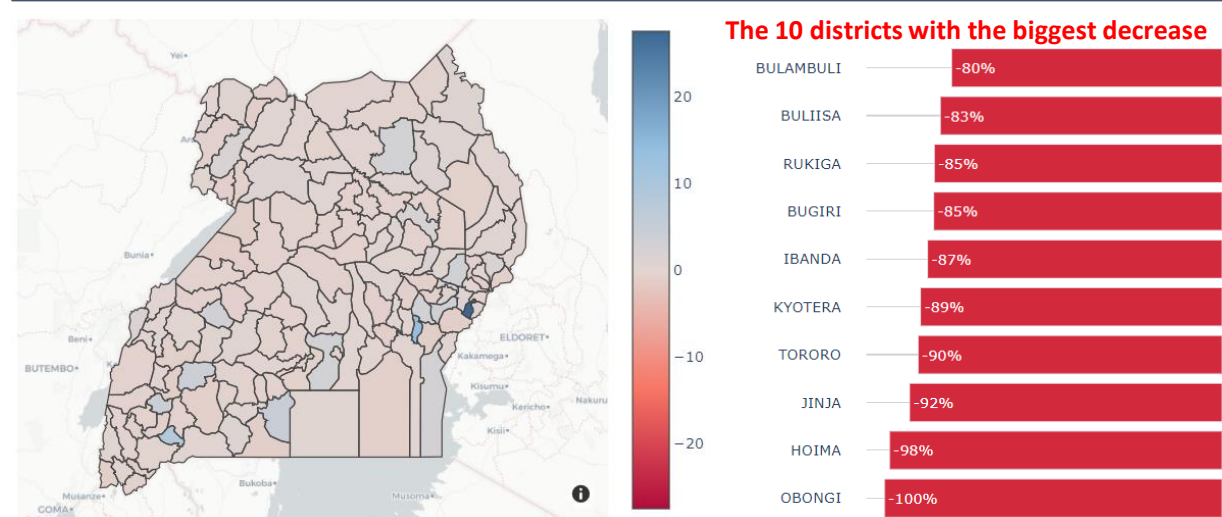 The 10 districts with the biggest decrease
Yei
Bunia
Beni
BUTEMBO
Musanze
GOMA
Bukoba
Musoma
ELDORET
Kakamega
Kisumu
Kericho
Nakuru
Kisii
20
10
0
−10
−20
BULAMBULI -80%
BULIISA -83%
RUKIGA -85%
BUGIRI -85%
IBANDA -87%
KYOTERA -89%
TORORO -90%
JINJA -92%
HOIMA -98%
OBONGI -100%